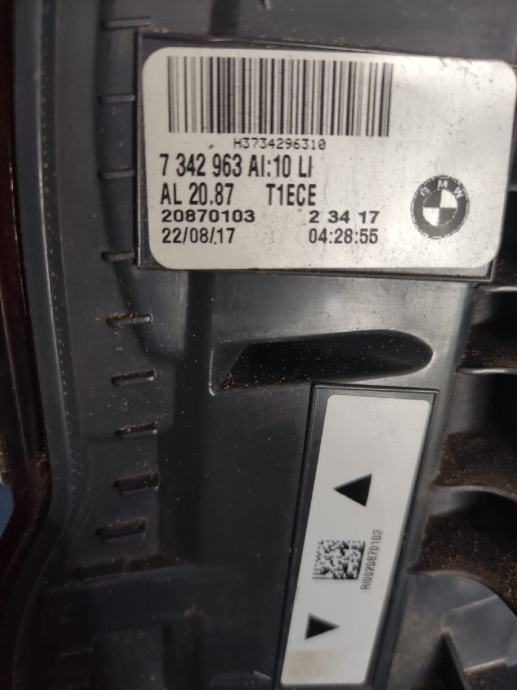 H3734296310
7 342 963 AI:10 LI
AL 20.87 T1ECE
20870103 2 34 17
22/08/17 04:28:55
BMW
RI0020870103